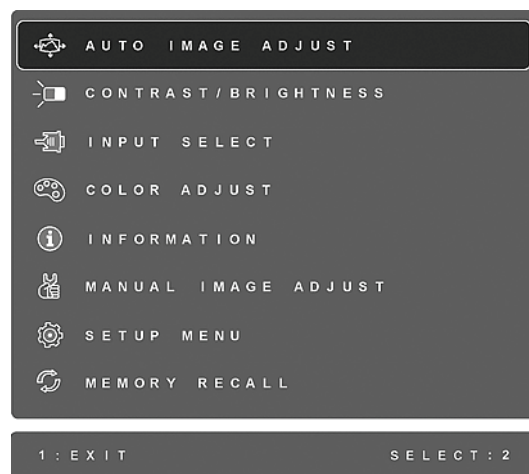 AUTO IMAGE ADJUST
CONTRAST/BRIGHTNESS
INPUT SELECT
COLOR ADJUST
INFORMATION
MANUAL IMAGE ADJUST
SETUP MENU
MEMORY RECALL
1:EXIT SELECT:2